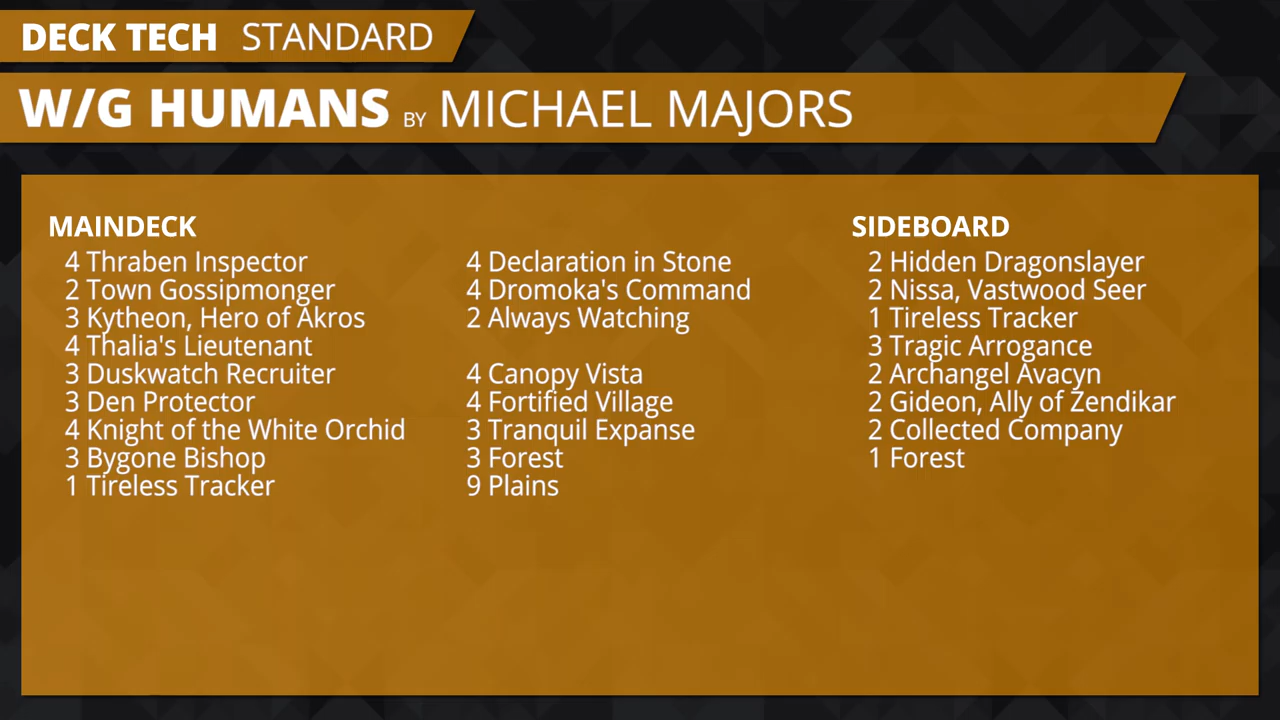 DECK TECH STANDARD
W/G HUMANS BY MICHAEL MAJORS
MAINDECK
4 Thraben Inspector
2 Town Gossipmonger
3 Kytheon, Hero of Akros
4 Thalia's Lieutenant
3 Duskwatch Recruiter
3 Den Protector
4 Knight of the White Orchid
3 Bygone Bishop
1 Tireless Tracker
4 Declaration in Stone
4 Dromoka's Command
2 Always Watching
4 Canopy Vista
4 Fortified Village
3 Tranquil Expanse
3 Forest
9 Plains
SIDEBOARD
2 Hidden Dragonslayer
2 Nissa, Vastwood Seer
1 Tireless Tracker
3 Tragic Arrogance
2 Archangel Avacyn
2 Gideon, Ally of Zendikar
2 Collected Company
1 Forest